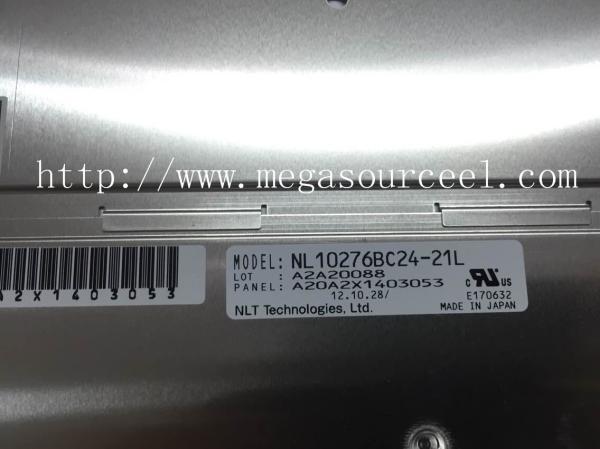 http://www.megasourceel.com
MODEL: NL10276BC24-21L
LOT : A2A20088
PANEL: A20A2X1403053
12.10.28/
NLT Technologies, Ltd.
c US
E170632
MADE IN JAPAN
2X1403053